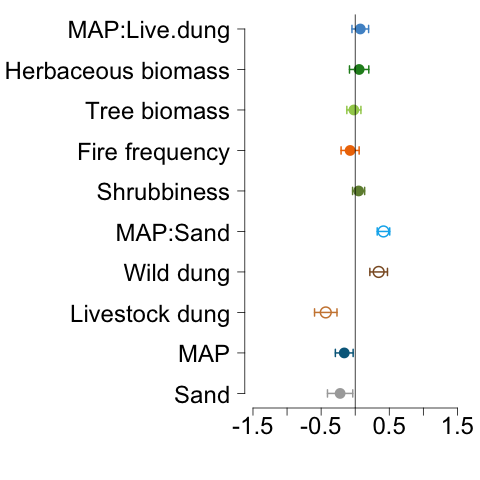 MAP:Live.dung
Herbaceous biomass
Tree biomass
Fire frequency
Shrubbiness
MAP:Sand
Wild dung
Livestock dung
MAP
Sand
-1.5 -0.5 0.5 1.5